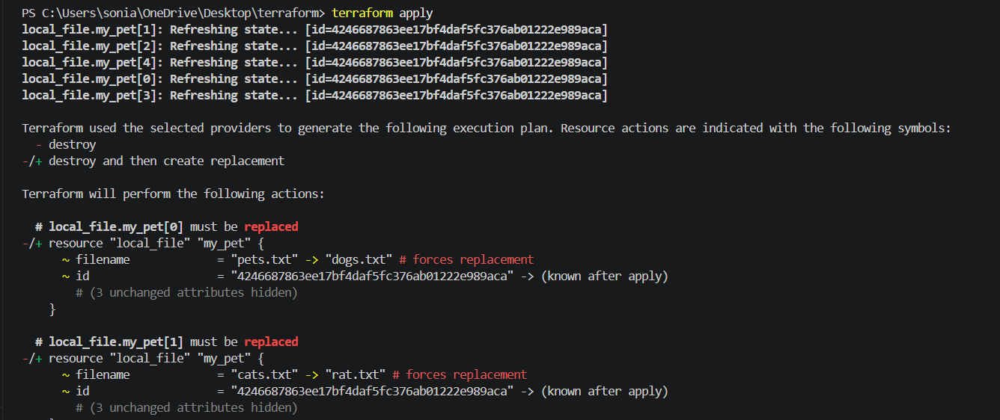 PS C:\Users\sonia\OneDrive\Desktop\terraform> terraform apply
local_file.my_pet[1]: Refreshing state... [id=4246687863ee17bf4daf5fc376ab01222e989aca]
local_file.my_pet[2]: Refreshing state... [id=4246687863ee17bf4daf5fc376ab01222e989aca]
local_file.my_pet[4]: Refreshing state... [id=4246687863ee17bf4daf5fc376ab01222e989aca]
local_file.my_pet[0]: Refreshing state... [id=4246687863ee17bf4daf5fc376ab01222e989aca]
local_file.my_pet[3]: Refreshing state... [id=4246687863ee17bf4daf5fc376ab01222e989aca]
Terraform used the selected providers to generate the following execution plan. Resource actions are indicated with the following symbols:
- destroy
-/+ destroy and then create replacement
Terraform will perform the following actions:
# local_file.my_pet[0] must be replaced
-/+ resource "local_file" "my_pet" {
~ filename = "pets.txt" -> "dogs.txt" # forces replacement
~ id = "4246687863ee17bf4daf5fc376ab01222e989aca" -> (known after apply)
# (3 unchanged attributes hidden)
}
# local_file.my_pet[1] must be replaced
-/+ resource "local_file" "my_pet" {
~ filename = "cats.txt" -> "rat.txt" # forces replacement
~ id = "4246687863ee17bf4daf5fc376ab01222e989aca" -> (known after apply)
# (3 unchanged attributes hidden)
}